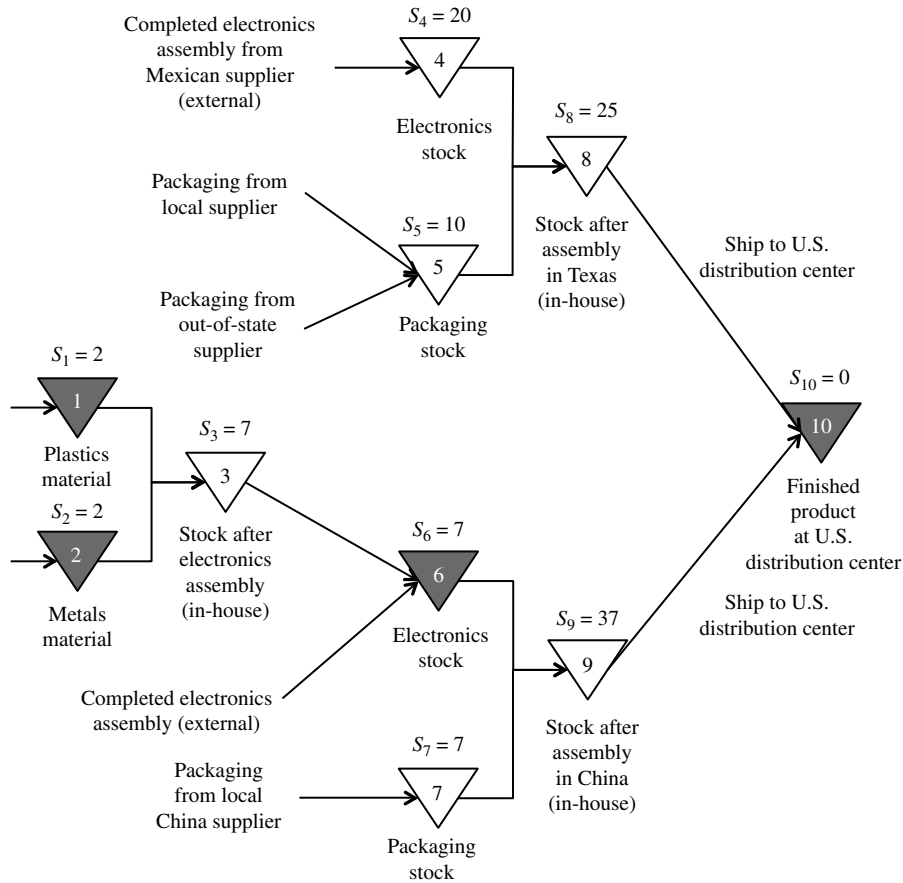 Completed electronics
assembly from
Mexican supplier
(external)
S4 = 20
4
Electronics
stock
S8 = 25
8
Stock after
assembly
in Texas
(in-house)
Packaging from
local supplier
S5 = 10
5
Packaging
stock
Packaging from
out-of-state
supplier
Ship to U.S.
distribution center
S1 = 2
1
Plastics
material
S2 = 2
2
Metals
material
S3 = 7
3
Stock after
electronics
assembly
(in-house)
S10 = 0
10
Finished
product
at U.S.
distribution center
S6 = 7
6
Electronics
stock
Completed electronics
assembly (external)
Ship to U.S.
distribution center
S9 = 37
9
Stock after
assembly
in China
(in-house)
Packaging
from local
China supplier
S7 = 7
7
Packaging
stock